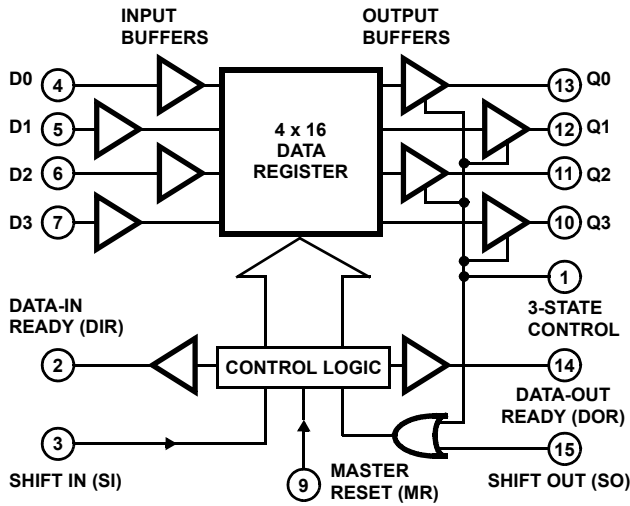 INPUT
BUFFERS
OUTPUT
BUFFERS
D0 4
D1 5
D2 6
D3 7
4 x 16
DATA
REGISTER
13 Q0
12 Q1
11 Q2
10 Q3
1
3-STATE
CONTROL
DATA-IN
READY (DIR)
2
CONTROL LOGIC
14
DATA-OUT
READY (DOR)
3
SHIFT IN (SI)
9
MASTER
RESET (MR)
15
SHIFT OUT (SO)